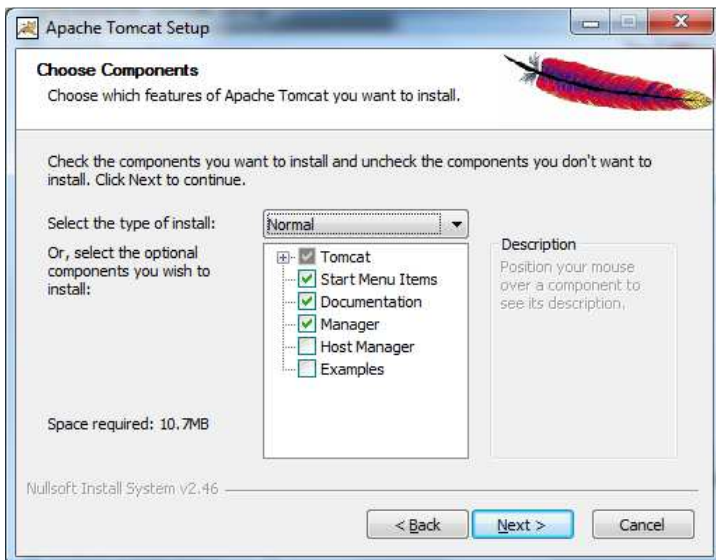 Apache Tomcat Setup
Choose Components
Choose which features of Apache Tomcat you want to install.
Check the components you want to install and uncheck the components you don't want to
install. Click Next to continue.
Select the type of install:
Normal
Or, select the optional
components you wish to
install:
Tomcat
Start Menu Items
Documentation
Manager
Host Manager
Examples
Description
Position your mouse
over a component to
see its description.
Space required: 10.7MB
Nullsoft Install System v2.46
< Back
Next >
Cancel